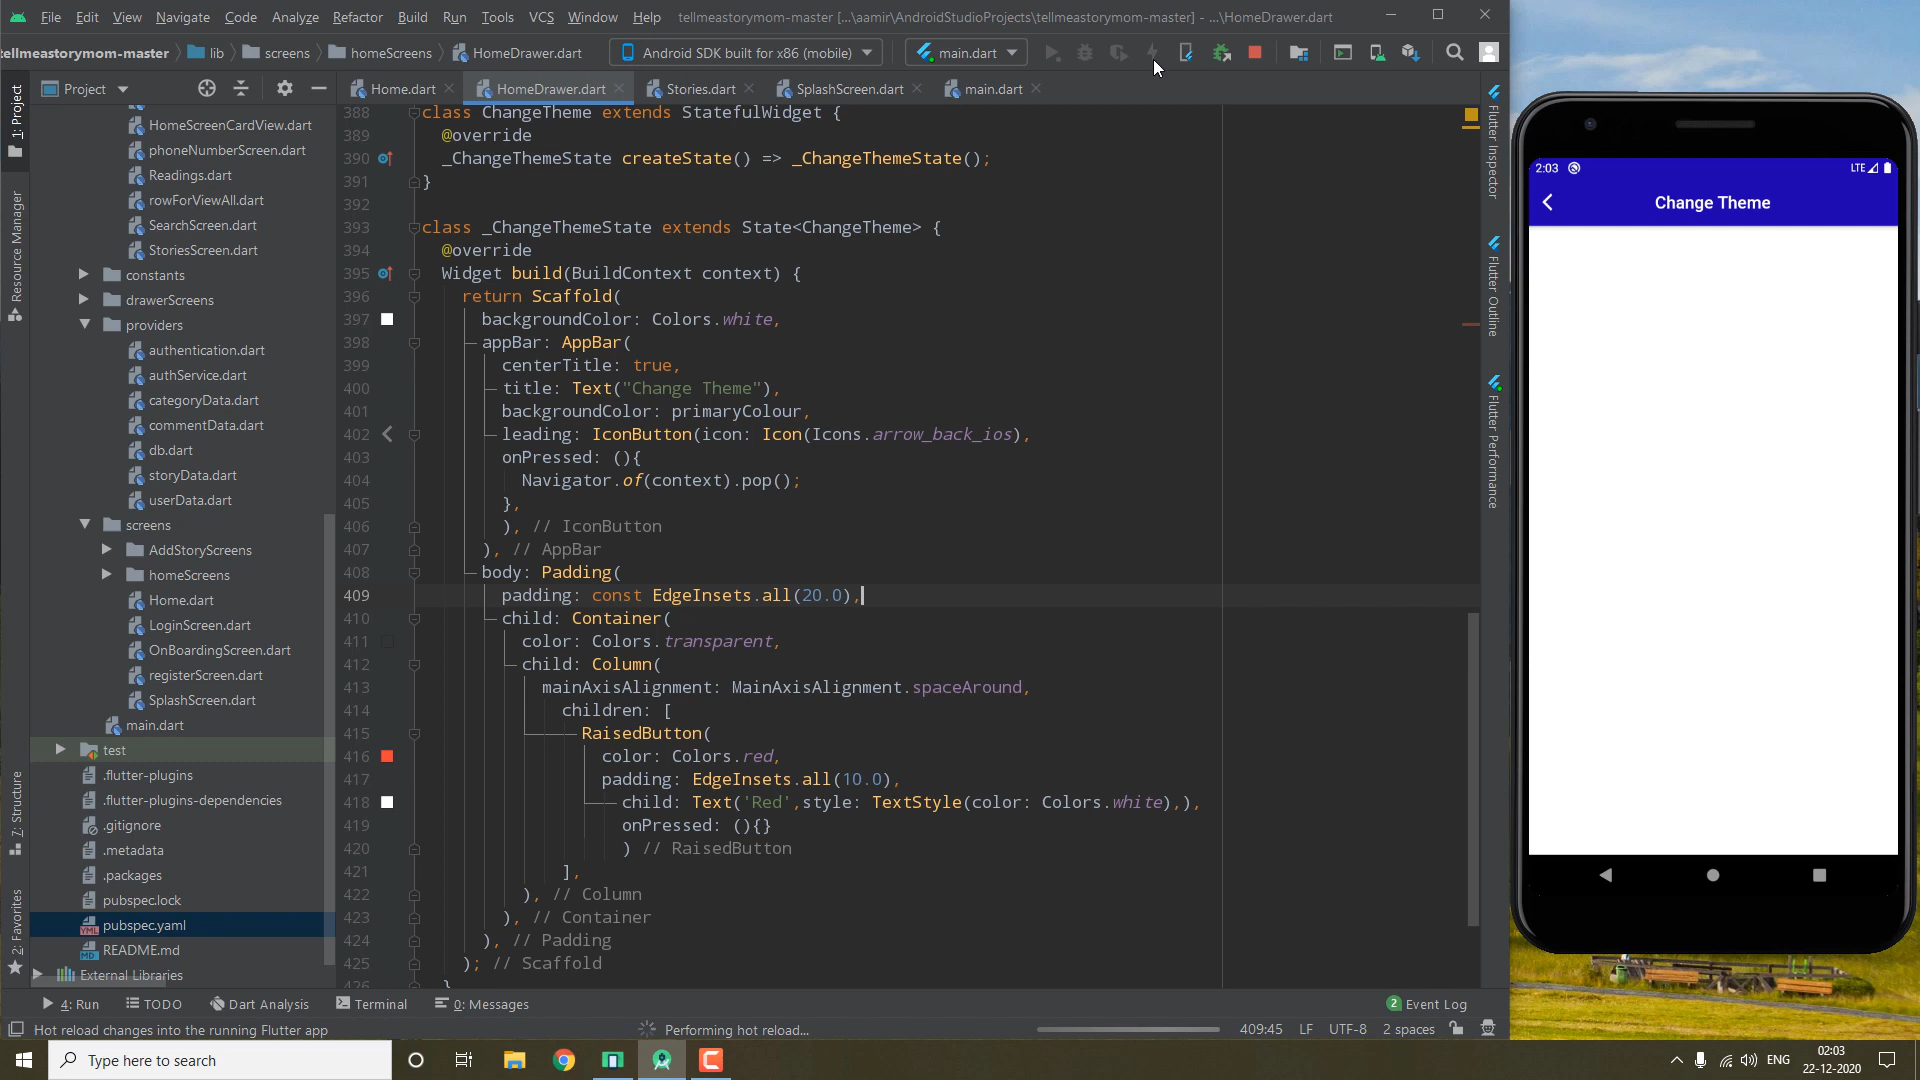 File Edit View Navigate Code Analyze Refactor Build Run Tools VCS Window Help tellmeastorymom-master [...\aamir\AndroidStudioProjects\tellmeastorymom-master] - ...\HomeDrawer.dart
tellmeastorymom-master lib screens homeScreens HomeDrawer.dart Android SDK built for x86 (mobile) main.dart
Project Home.dart HomeDrawer.dart Stories.dart SplashScreen.dart main.dart
1: Project
Resource Manager
7: Structure
2: Favorites
HomeScreenCardView.dart
phoneNumberScreen.dart
Readings.dart
rowForViewAll.dart
SearchScreen.dart
StoriesScreen.dart
constants
drawerScreens
providers
authentication.dart
authService.dart
categoryData.dart
commentData.dart
db.dart
storyData.dart
userData.dart
screens
AddStoryScreens
homeScreens
Home.dart
LoginScreen.dart
OnBoardingScreen.dart
registerScreen.dart
SplashScreen.dart
main.dart
test
.flutter-plugins
.flutter-plugins-dependencies
.gitignore
.metadata
.packages
pubspec.lock
pubspec.yaml
README.md
External Libraries
388 class ChangeTheme extends StatefulWidget {
389 @override
390 _ChangeThemeState createState() => _ChangeThemeState();
391 }
392
393 class _ChangeThemeState extends State<ChangeTheme> {
394 @override
395 Widget build(BuildContext context) {
396 return Scaffold(
397 backgroundColor: Colors.white,
398 appBar: AppBar(
399 centerTitle: true,
400 title: Text("Change Theme"),
401 backgroundColor: primaryColour,
402 leading: IconButton(icon: Icon(Icons.arrow_back_ios),
403 onPressed: (){
404 Navigator.of(context).pop();
405 },
406 ), // IconButton
407 ), // AppBar
408 body: Padding(
409 padding: const EdgeInsets.all(20.0),
410 child: Container(
411 color: Colors.transparent,
412 child: Column(
413 mainAxisAlignment: MainAxisAlignment.spaceAround,
414 children: [
415 RaisedButton(
416 color: Colors.red,
417 padding: EdgeInsets.all(10.0),
418 child: Text('Red',style: TextStyle(color: Colors.white),),
419 onPressed: (){}
420 ) // RaisedButton
421 ],
422 ), // Column
423 ), // Container
424 ), // Padding
425 ); // Scaffold
426 }
Flutter Inspector
Flutter Outline
Flutter Performance
2:03 LTE
Change Theme
4: Run TODO Dart Analysis Terminal 0: Messages 2 Event Log
Hot reload changes into the running Flutter app Performing hot reload... 409:45 LF UTF-8 2 spaces
Type here to search ENG 02:03
22-12-2020